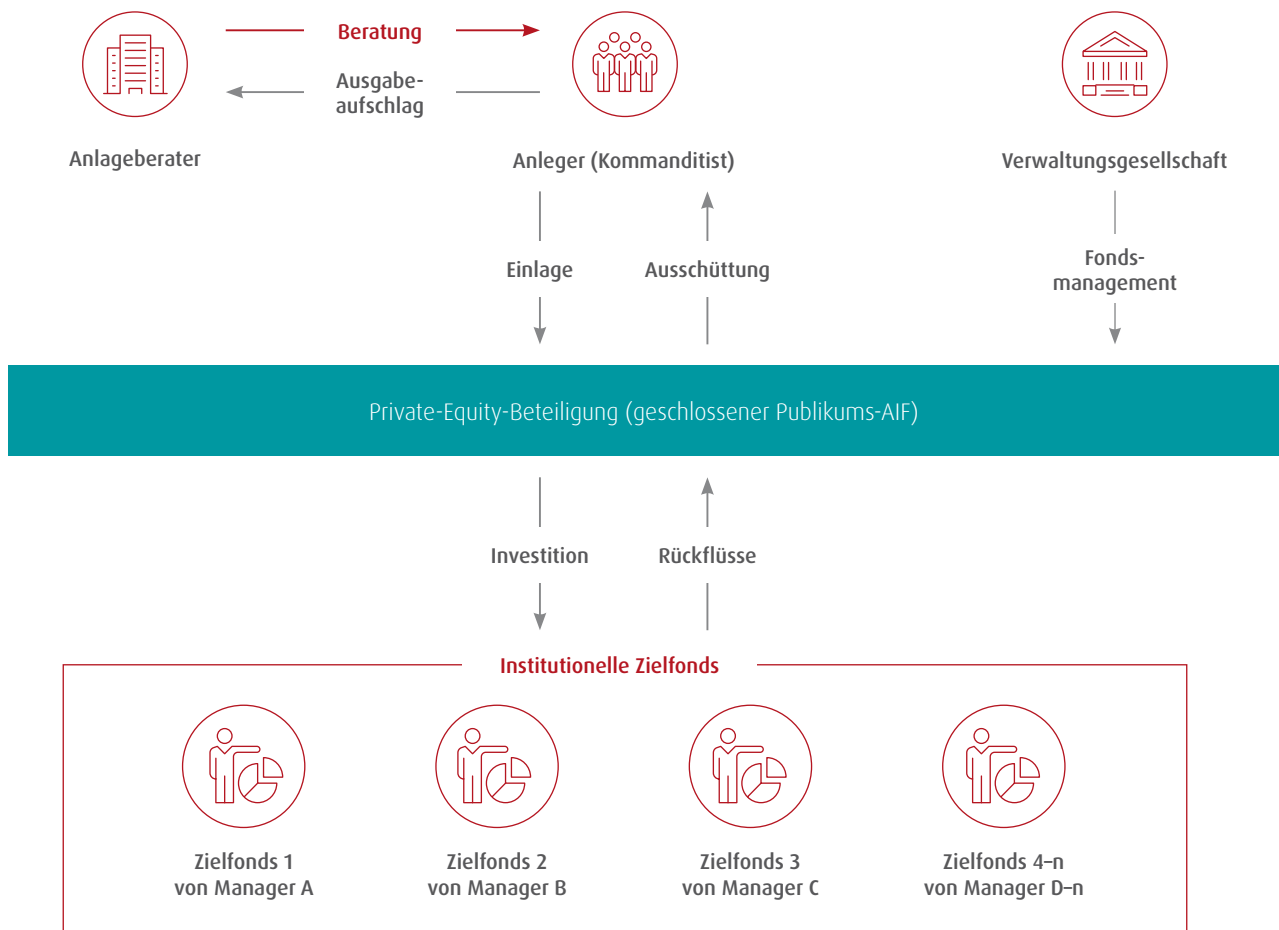 Beratung
Ausgabe-
aufschlag
Anlageberater
Anleger (Kommanditist)
Verwaltungsgesellschaft
Einlage
Ausschüttung
Fonds-
management
Private-Equity-Beteiligung (geschlossener Publikums-AIF)
Investition
Rückflüsse
Institutionelle Zielfonds
Zielfonds 1
von Manager A
Zielfonds 2
von Manager B
Zielfonds 3
von Manager C
Zielfonds 4–n
von Manager D–n